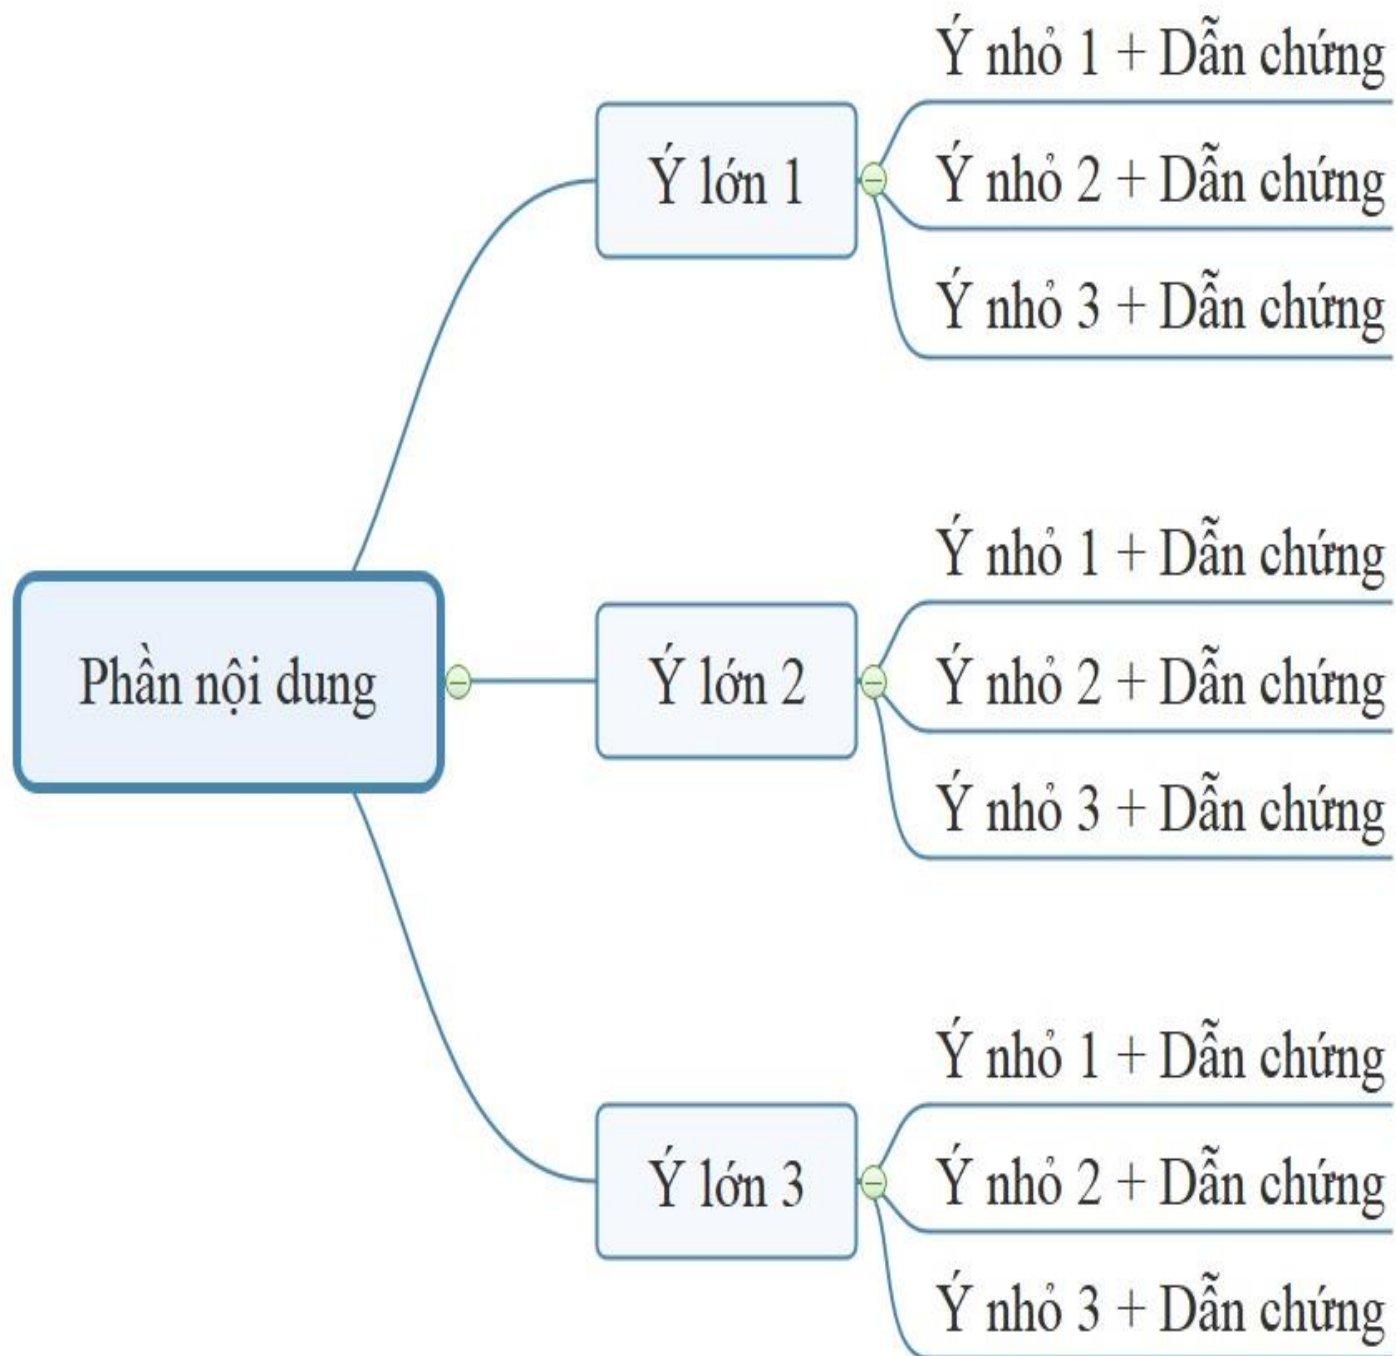 Ý nhỏ 1 + Dẫn chứng
Ý lớn 1
Ý nhỏ 2 + Dẫn chứng
Ý nhỏ 3 + Dẫn chứng
Ý nhỏ 1 + Dẫn chứng
Phần nội dung
Ý lớn 2
Ý nhỏ 2 + Dẫn chứng
Ý nhỏ 3 + Dẫn chứng
Ý nhỏ 1 + Dẫn chứng
Ý lớn 3
Ý nhỏ 2 + Dẫn chứng
Ý nhỏ 3 + Dẫn chứng